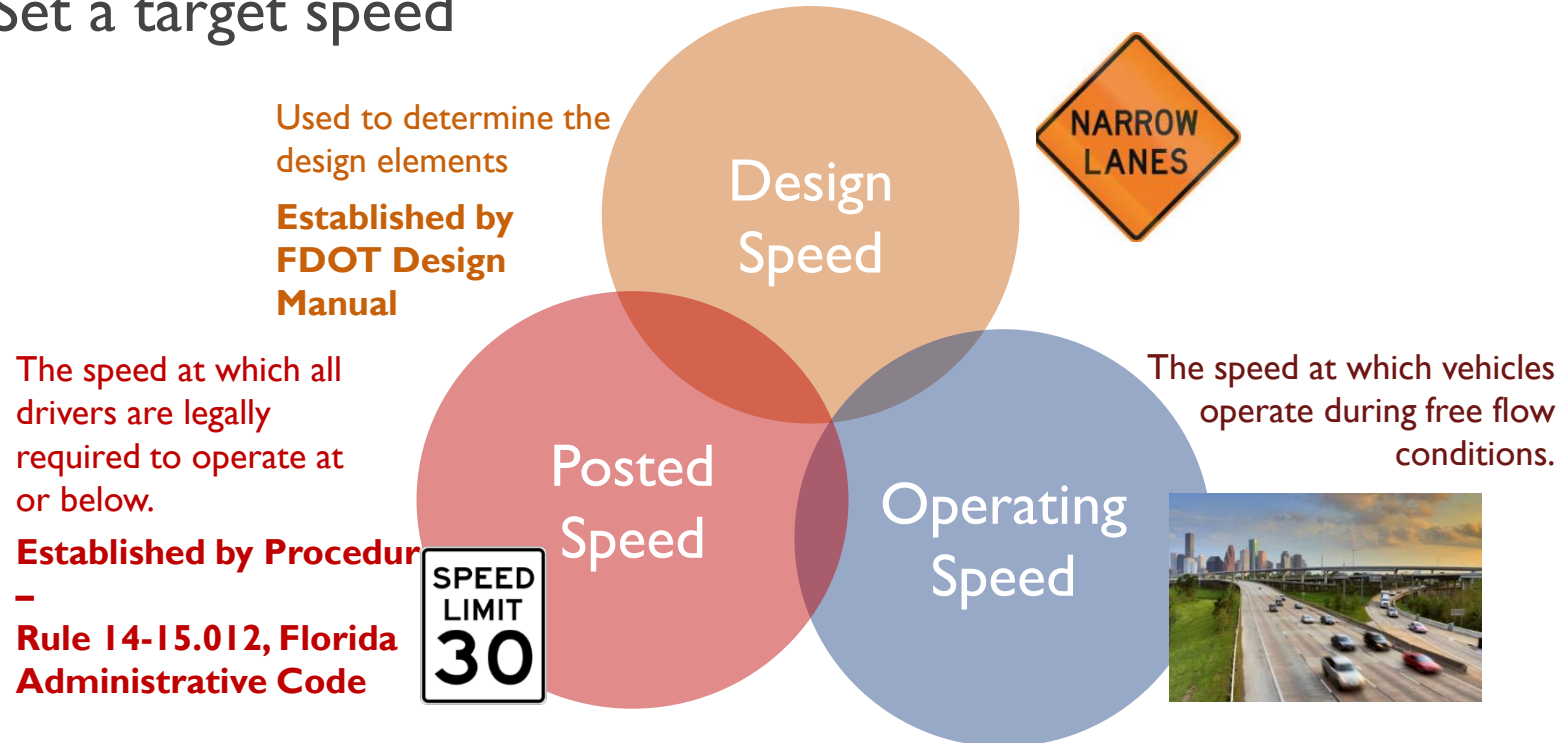 Set a target speed
Used to determine the
design elements
Established by
FDOT Design
Manual
Design
Speed
NARROW
LANES
The speed at which all
drivers are legally
required to operate at
or below.
Established by Procedur
–
Rule 14-15.012, Florida
Administrative Code
Posted
Speed
SPEED
LIMIT
30
Operating
Speed
The speed at which vehicles
operate during free flow
conditions.